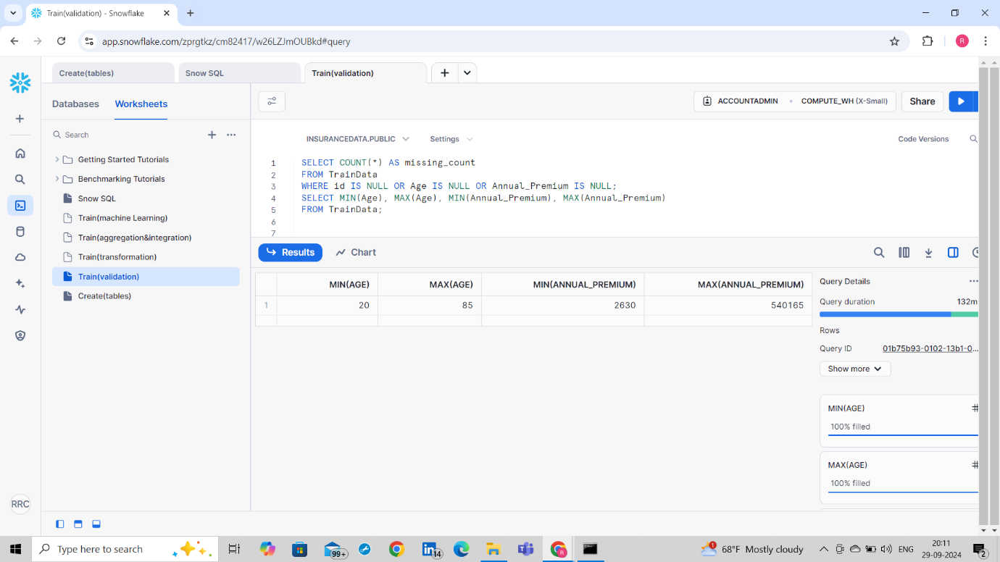 Train(validation) - Snowflake
app.snowflake.com/zprgtkz/cm82417/w26LZJmOUBkd#query
R
Create(tables)
Snow SQL
Train(validation)
Databases
Worksheets
ACCOUNTADMIN
COMPUTE_WH (X-Small)
Share
Search
INSURANCEDATA.PUBLIC
Settings
Code Versions
Getting Started Tutorials
Benchmarking Tutorials
Snow SQL
Train(machine Learning)
Train(aggregation&integration)
Train(transformation)
Train(validation)
Create(tables)
1 SELECT COUNT(*) AS missing_count
2 FROM TrainData
3 WHERE id IS NULL OR Age IS NULL OR Annual_Premium IS NULL;
4 SELECT MIN(Age), MAX(Age), MIN(Annual_Premium), MAX(Annual_Premium)
5 FROM TrainData;
6
7
Results
Chart
MIN(AGE) MAX(AGE) MIN(ANNUAL_PREMIUM) MAX(ANNUAL_PREMIUM)
1 20 85 2630 540165
Query Details
Query duration 132m
Rows
Query ID 01b75b93-0102-13b1-0...
Show more
MIN(AGE)
100% filled
MAX(AGE)
100% filled
RRC
Type here to search
99+
14
R
1
68°F Mostly cloudy
ENG
20:11
29-09-2024
2